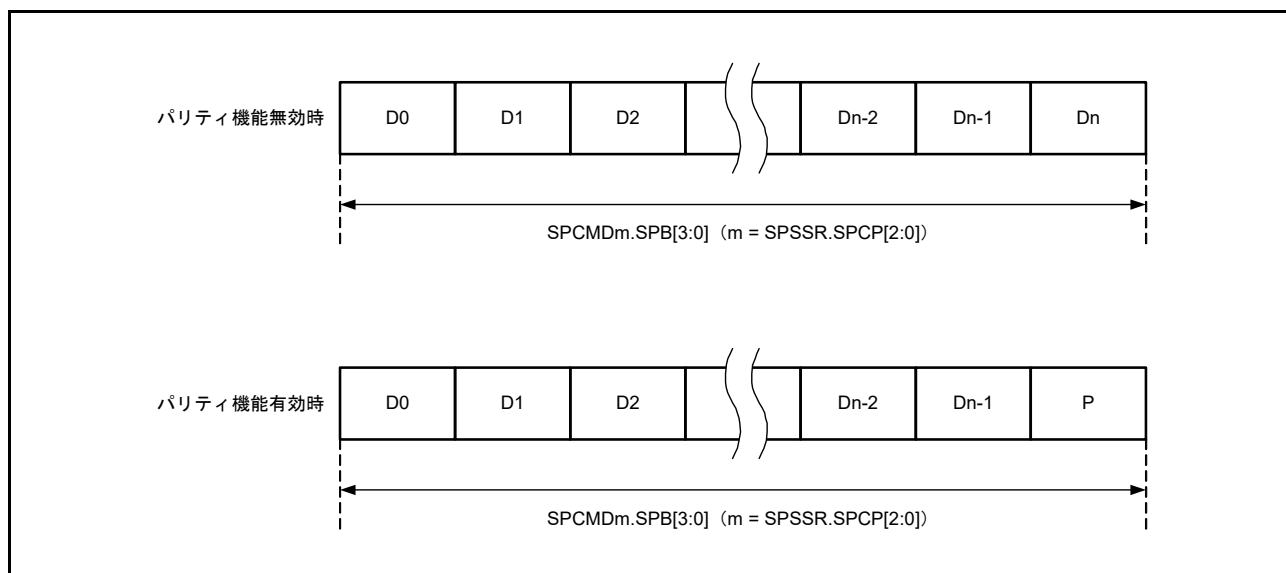 パリティ機能無効時 D0 D1 D2 Dn-2 Dn-1 Dn
SPCMDm.SPB[3:0]（m = SPSSR.SPCP[2:0]）
パリティ機能有効時 D0 D1 D2 Dn-2 Dn-1 P
SPCMDm.SPB[3:0]（m = SPSSR.SPCP[2:0]）